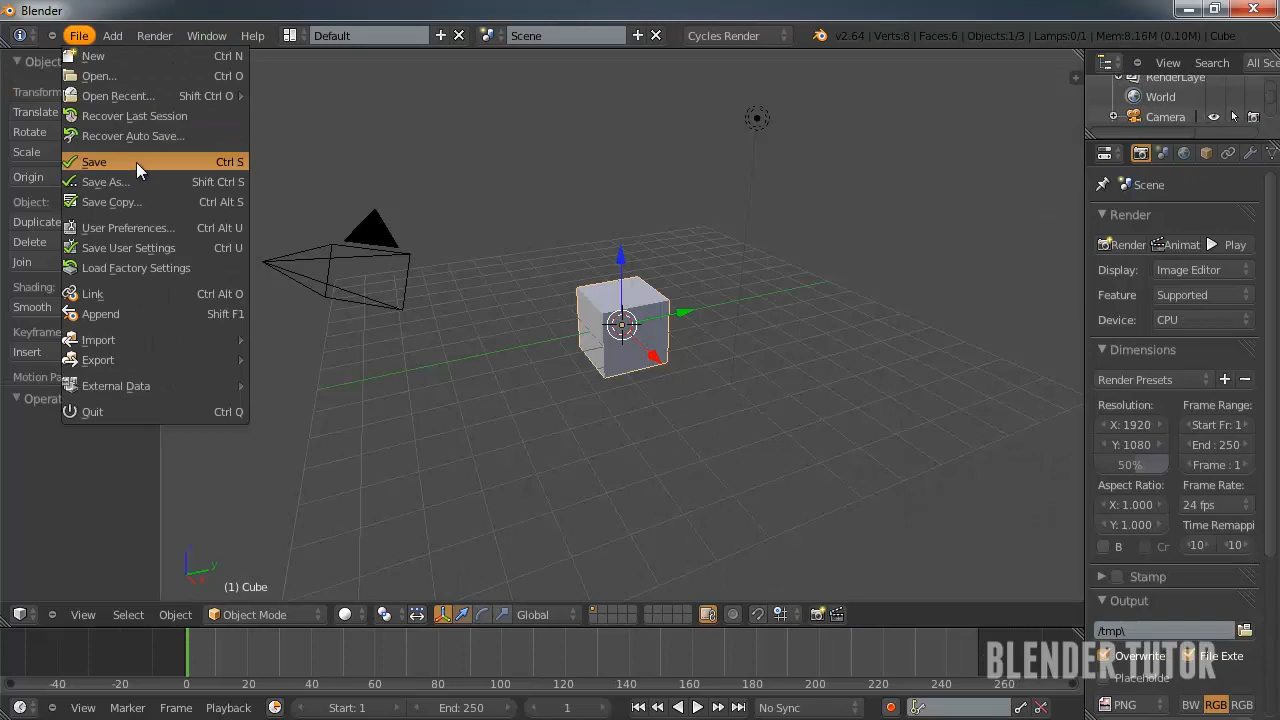 Blender
File Add Render Window Help Default Scene Cycles Render v2.64 | Verts:8 | Faces:6 | Objects:1/3 | Lamps:0/1 | Mem:8.16M (0.10M) | Cube
New Ctrl N
Open... Ctrl O
Open Recent... Shift Ctrl O
Recover Last Session
Recover Auto Save...
Save Ctrl S
Save As... Shift Ctrl S
Save Copy... Ctrl Alt S
User Preferences... Ctrl Alt U
Save User Settings Ctrl U
Load Factory Settings
Link Ctrl Alt O
Append Shift F1
Import
Export
External Data
Quit Ctrl Q
Object
Transform
Translate
Rotate
Scale
Origin
Object:
Duplicate
Delete
Join
Shading:
Smooth
Keyframe
Insert
Motion Pa
Operat
y
(1) Cube
View Select Object Object Mode Global
View Search All Sce
RenderLaye
World
Camera
Scene
Render
Render Animat Play
Display: Image Editor
Feature Supported
Device: CPU
Dimensions
Render Presets
Resolution: Frame Range:
X: 1920 Start Fr: 1
Y: 1080 End : 250
50% Frame : 1
Aspect Ratio: Frame Rate:
X: 1.000 24 fps
Y: 1.000 Time Remappi
B Cr 10 10
Stamp
Output
/tmp\
Overwrite File Exte
Placeholde
PNG BW RGB RGB
BLENDER TUTOR
-40 -20 0 20 40 60 80 100 120 140 160 180 200 220 240 260
View Marker Frame Playback Start: 1 End: 250 1 No Sync